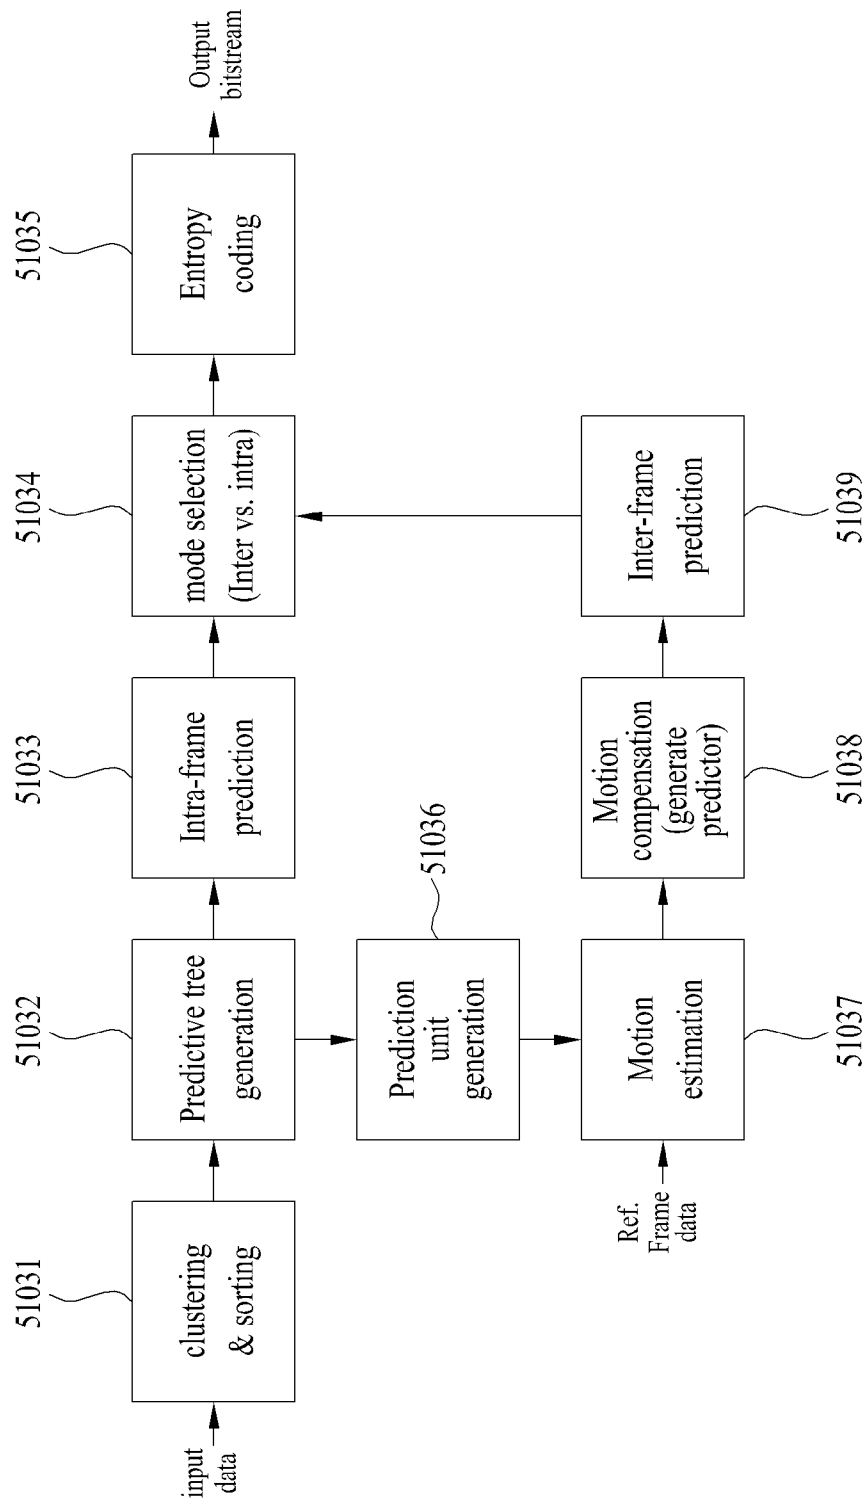 51031
51032
51033
51034
51035
input
data
clustering
& sorting
Predictive tree
generation
Intra-frame
prediction
mode selection
(Inter vs. intra)
Entropy
coding
Output
bitstream
Prediction
unit
generation
51036
Ref.
Frame
data
Motion
estimation
Motion
compensation
(generate
predictor)
Inter-frame
prediction
51037
51038
51039